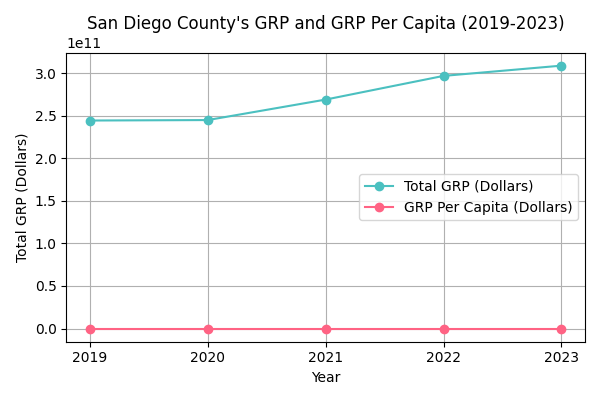 San Diego County's GRP and GRP Per Capita (2019-2023)
1e11
3.0
2.5
2.0
1.5
1.0
0.5
0.0
Total GRP (Dollars)
Total GRP (Dollars)
GRP Per Capita (Dollars)
2019 2020 2021 2022 2023
Year